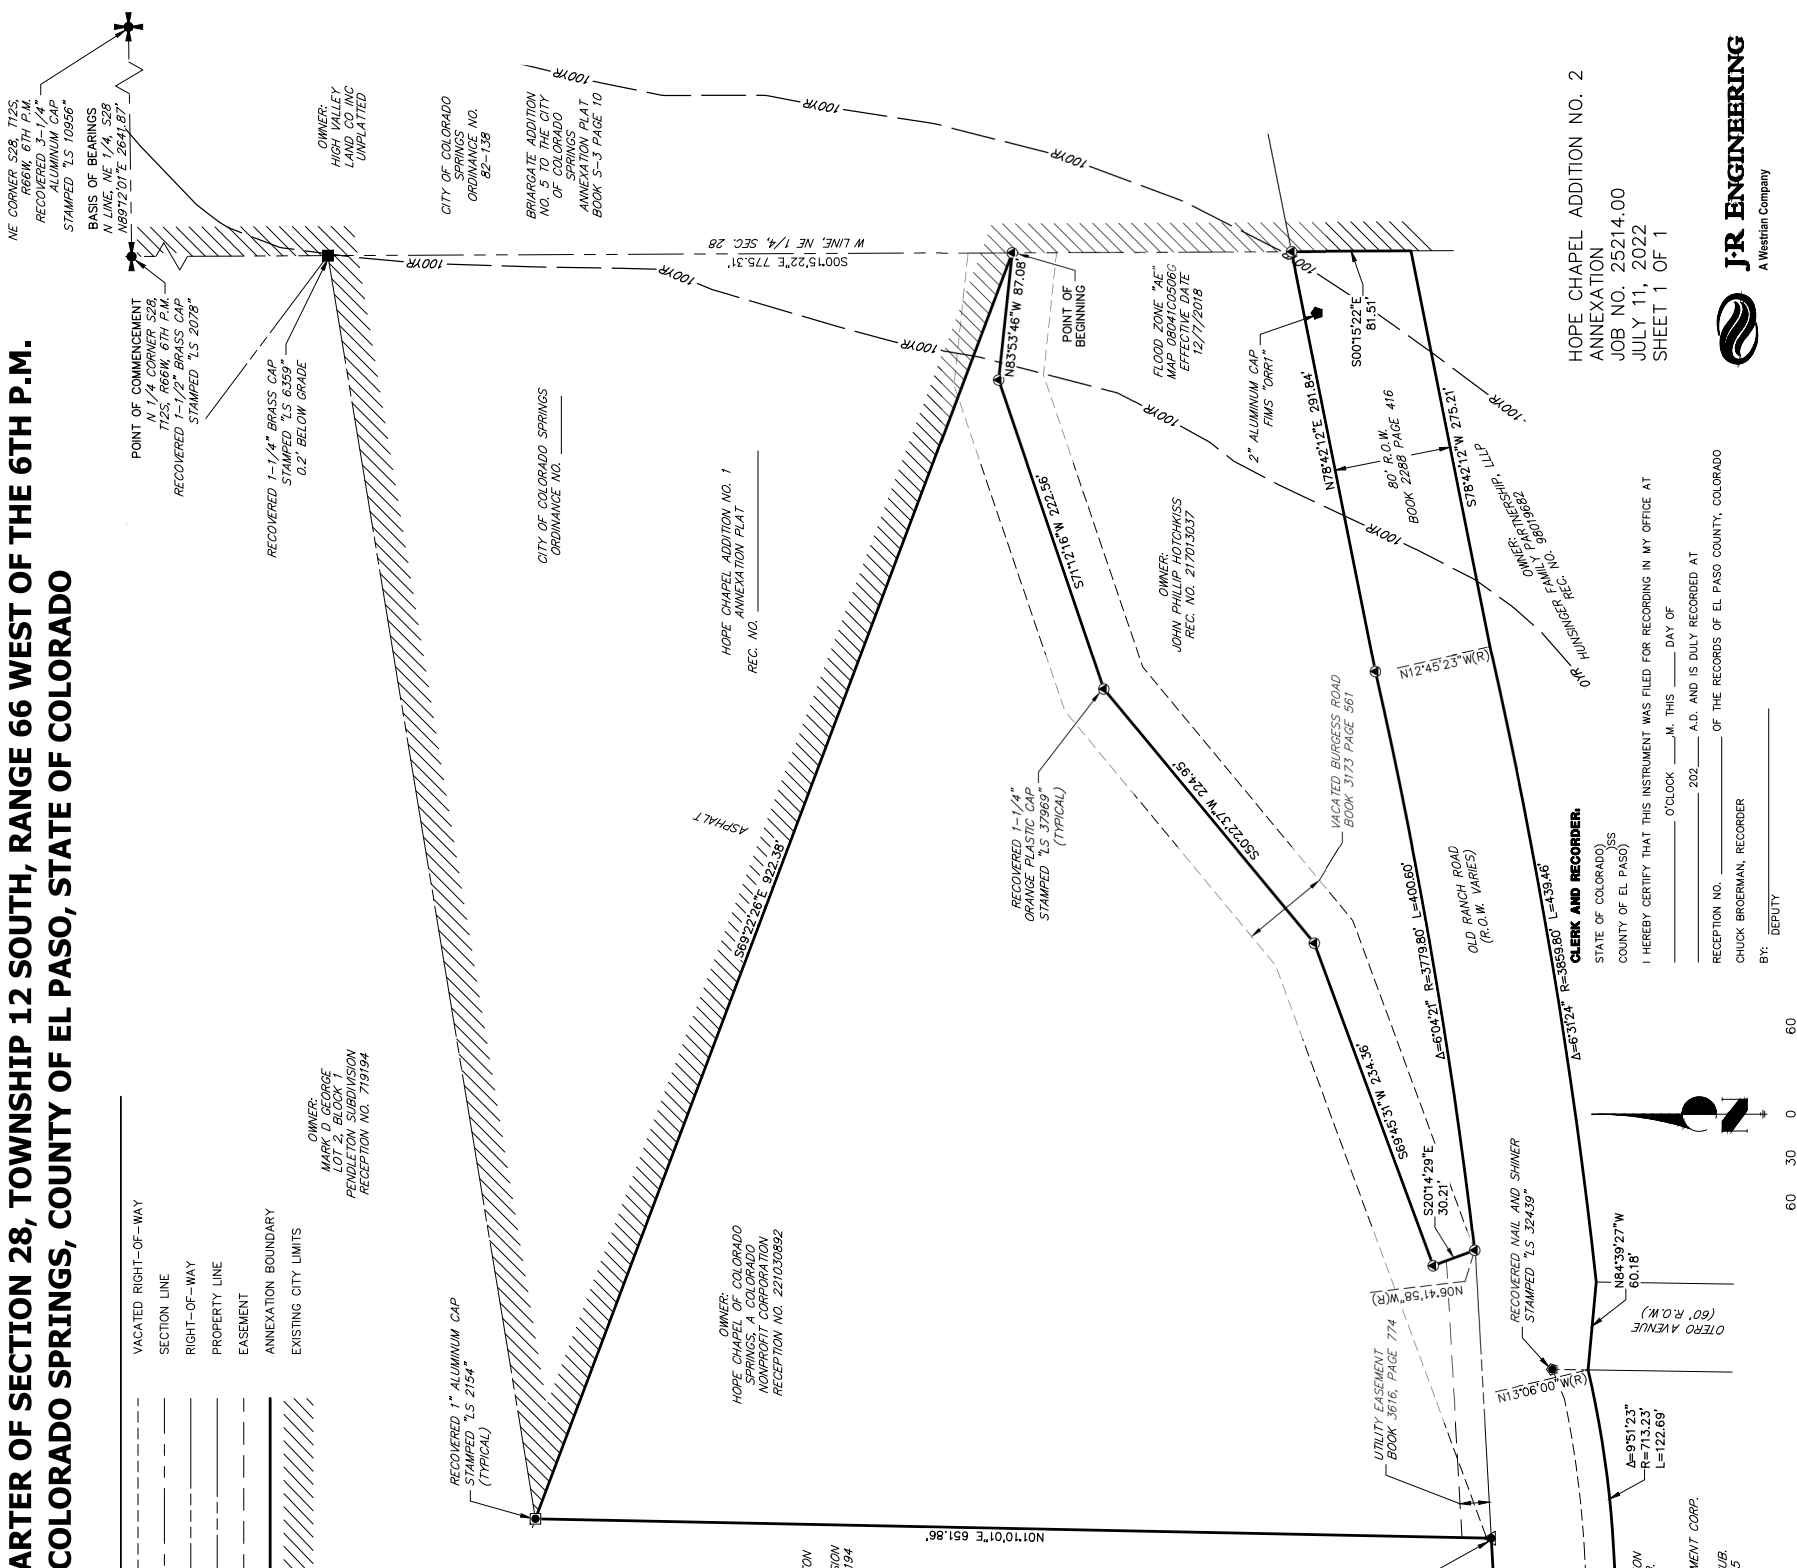 ARTER OF SECTION 28, TOWNSHIP 12 SOUTH, RANGE 66 WEST OF THE 6TH P.M.
COLORADO SPRINGS, COUNTY OF EL PASO, STATE OF COLORADO
NE CORNER S28, T12S,
R66W, 6TH P.M.
RECOVERED 3-1/4"
ALUMINUM CAP
STAMPED "LS 10956"
BASIS OF BEARINGS
N LINE, NE 1/4, S28
N89°12'01"E 2641.87'
POINT OF COMMENCEMENT
N 1/4 CORNER S28,
T12S, R66W, 6TH P.M.
RECOVERED 1-1/2" BRASS CAP
STAMPED "LS 2078"
RECOVERED 1-1/4" BRASS CAP
STAMPED "LS 6359"
0.2' BELOW GRADE
OWNER:
HIGH VALLEY
LAND CO INC
UNPLATTED
CITY OF COLORADO
SPRINGS
ORDINANCE NO.
82-138
BRIARGATE ADDITION
NO. 5 TO THE CITY
OF COLORADO
SPRINGS
ANNEXATION PLAT
BOOK S-3 PAGE 10
100YR
100YR
100YR
100YR
100YR
100YR
100YR
100YR
100YR
100YR
0YR
W LINE, NE 1/4, SEC. 28
S00°15'22"E 775.31'
CITY OF COLORADO SPRINGS
ORDINANCE NO.
HOPE CHAPEL ADDITION NO. 1
ANNEXATION PLAT
REC. NO.
ASPHALT
S69°22'26"E 922.38'
N83°53'46"W 87.08'
POINT OF
BEGINNING
S71°12'16"W 222.56'
FLOOD ZONE "AE"
MAP 08041C0506G
EFFECTIVE DATE
12/7/2018
2" ALUMINUM CAP
FIMS "ORR1"
S00°15'22"E
81.51'
N78°42'12"E 291.84'
80' R.O.W.
BOOK 2288 PAGE 416
S78°42'12"W 275.21'
OWNER:
HUNSINGER FAMILY PARTNERSHIP, LLLP
REC. NO. 98019682
OWNER:
JOHN PHILLIP HOTCHKISS
REC. NO. 217013037
N12°45'23"W(R)
RECOVERED 1-1/4"
ORANGE PLASTIC CAP
STAMPED "LS 37969"
(TYPICAL)
S50°22'37"W 224.95'
VACATED BURGESS ROAD
BOOK 3173 PAGE 561
Δ=6°04'21" R=3779.80' L=400.60'
OLD RANCH ROAD
(R.O.W. VARIES)
Δ=6°31'24" R=3859.80' L=439.46'
S69°45'31"W 234.36'
S20°14'29"E
30.21'
N06°41'58"W(R)
UTILITY EASEMENT
BOOK 3616, PAGE 774
RECOVERED NAIL AND SHINER
STAMPED "LS 32439"
N13°06'00"W(R)
N84°39'27"W
60.18'
OTERO AVENUE
(60' R.O.W.)
Δ=9°51'23"
R=713.23'
L=122.69'
OWNER:
MARK D GEORGE
LOT 2, BLOCK 1
PENDLETON SUBDIVISION
RECEPTION NO. 719194
OWNER:
HOPE CHAPEL OF COLORADO
SPRINGS, A COLORADO
NONPROFIT CORPORATION
RECEPTION NO. 221030892
RECOVERED 1" ALUMINUM CAP
STAMPED "LS 2154"
(TYPICAL)
N01°10'01"E 651.86'
VACATED RIGHT-OF-WAY
SECTION LINE
RIGHT-OF-WAY
PROPERTY LINE
EASEMENT
ANNEXATION BOUNDARY
EXISTING CITY LIMITS
TON
SION
194
ION
R.
MENT CORP.
UB.
5
60 30 0 60
N
CLERK AND RECORDER:
STATE OF COLORADO)
)SS
COUNTY OF EL PASO)
I HEREBY CERTIFY THAT THIS INSTRUMENT WAS FILED FOR RECORDING IN MY OFFICE AT
O'CLOCK .M. THIS DAY OF
202 A.D. AND IS DULY RECORDED AT
RECEPTION NO. OF THE RECORDS OF EL PASO COUNTY, COLORADO
CHUCK BROERMAN, RECORDER
BY:
DEPUTY
HOPE CHAPEL ADDITION NO. 2
ANNEXATION
JOB NO. 25214.00
JULY 11, 2022
SHEET 1 OF 1
J·R ENGINEERING
A Westrian Company